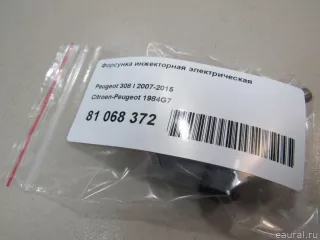 Форсунка инжекторная электрическая
Peugeot 308 I 2007-2015
Citroen-Peugeot 1984G7
81 068 372
© eaural.ru